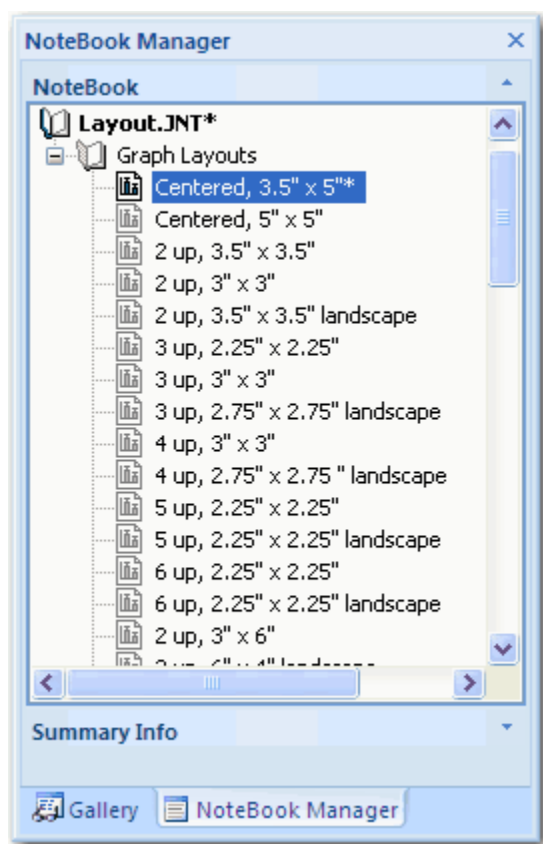 NoteBook Manager
NoteBook
Layout.JNT*
Graph Layouts
Centered, 3.5" x 5"*
Centered, 5" x 5"
2 up, 3.5" x 3.5"
2 up, 3" x 3"
2 up, 3.5" x 3.5" landscape
3 up, 2.25" x 2.25"
3 up, 3" x 3"
3 up, 2.75" x 2.75" landscape
4 up, 3" x 3"
4 up, 2.75" x 2.75 " landscape
5 up, 2.25" x 2.25"
5 up, 2.25" x 2.25" landscape
6 up, 2.25" x 2.25"
6 up, 2.25" x 2.25" landscape
2 up, 3" x 6"
Summary Info
Gallery NoteBook Manager